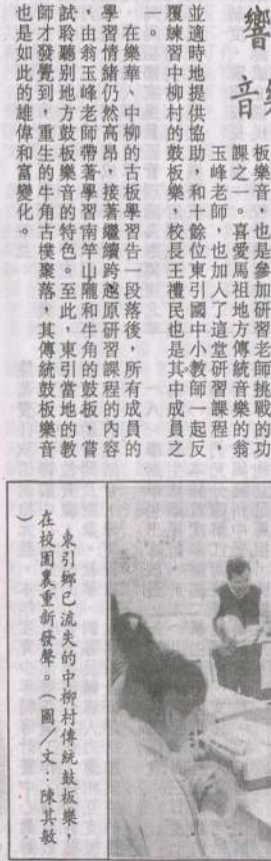 音
響
板樂音，也是參加研習老師挑戰的功
課之一。喜愛馬祖地方傳統音樂的翁
玉峰老師，也加入了這堂研習課程，
並適時地提供協助，和十餘位東引國中小教師一起反
覆練習中柳村的鼓板樂，校長王禮民也是其中成員之
一。
在樂華、中柳的古板學習告一段落後，所有成員的
學習情緒仍然高昂，接著繼續跨越原研習課程的內容
，由翁玉峰老師帶著學習南竿山隴和牛角的鼓板，嘗
試聆聽別地方鼓板樂音的特色。至此，東引當地的教
師才發覺到，重生的牛角古樸聚落，其傳統鼓板樂音
也是如此的雄偉和富變化。
東引鄉已流失的中柳村傳統鼓板樂，
在校園裏重新發聲。（圖／文：陳其敏
）